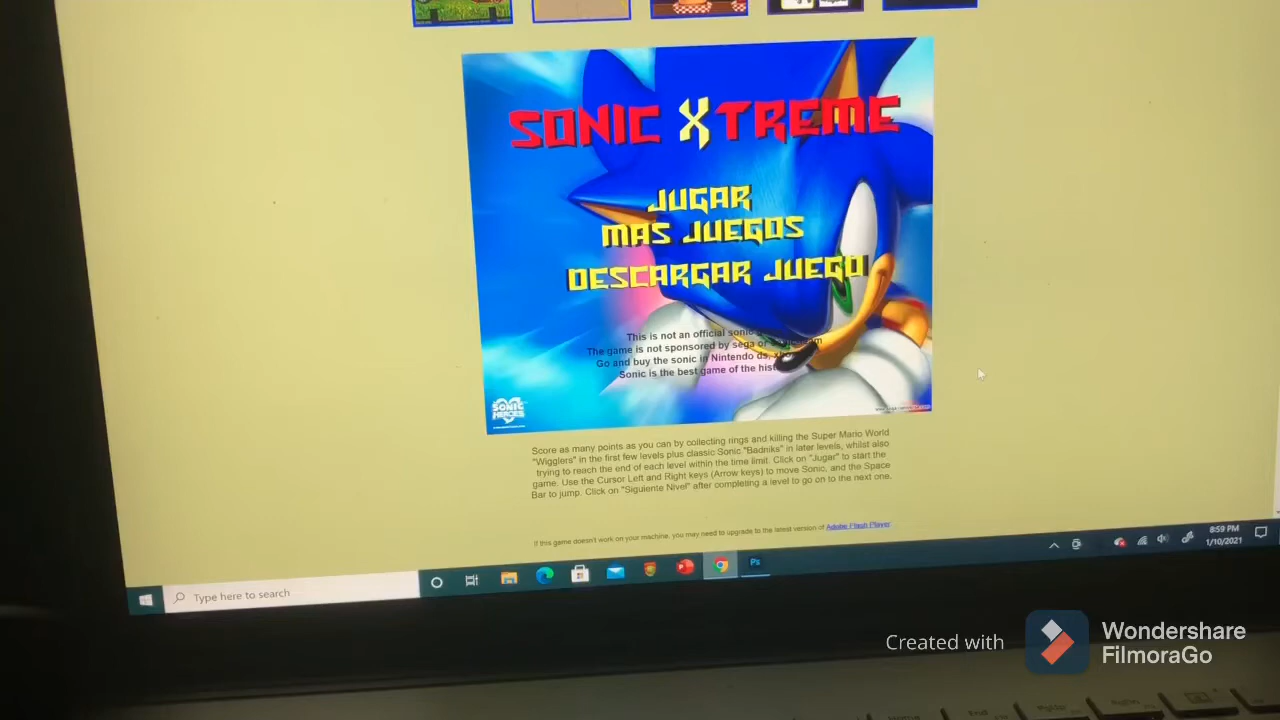 SONIC XTREME
JUGAR
MAS JUEGOS
DESCARGAR JUEGO
This is not an official sonic
The game is not sponsored by sega or
Go and buy the sonic in Nintendo ds,
Sonic is the best game of the
SONIC
HEROES
Score as many points as you can by collecting rings and killing the Super Mario World
"Wigglers" in the first few levels plus classic Sonic "Badniks" in later levels, whilst also
trying to reach the end of each level within the time limit. Click on "Jugar" to start the
game. Use the Cursor Left and Right keys (Arrow keys) to move Sonic, and the Space
Bar to jump. Click on "Siguiente Nivel" after completing a level to go on to the next one.
If this game doesn't work on your machine, you may need to upgrade to the latest version of Adobe Flash Player
Type here to search
Ps
8:59 PM
1/10/2021
Created with
Wondershare
FilmoraGo